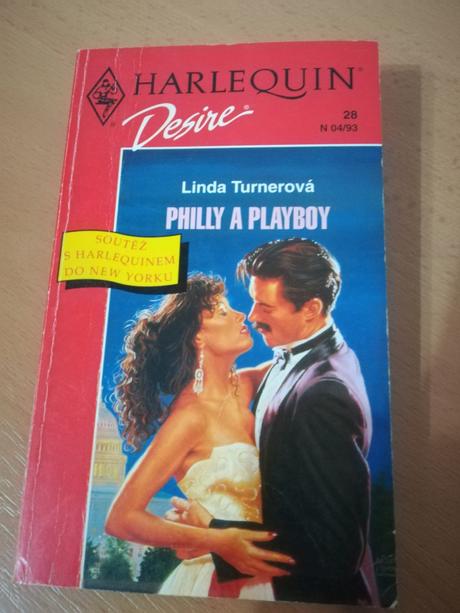 HARLEQUIN®
Desire®
28
N 04/93
Linda Turnerová
PHILLY A PLAYBOY
SOUTĚŽ
S HARLEQUINEM
DO NEW YORKU